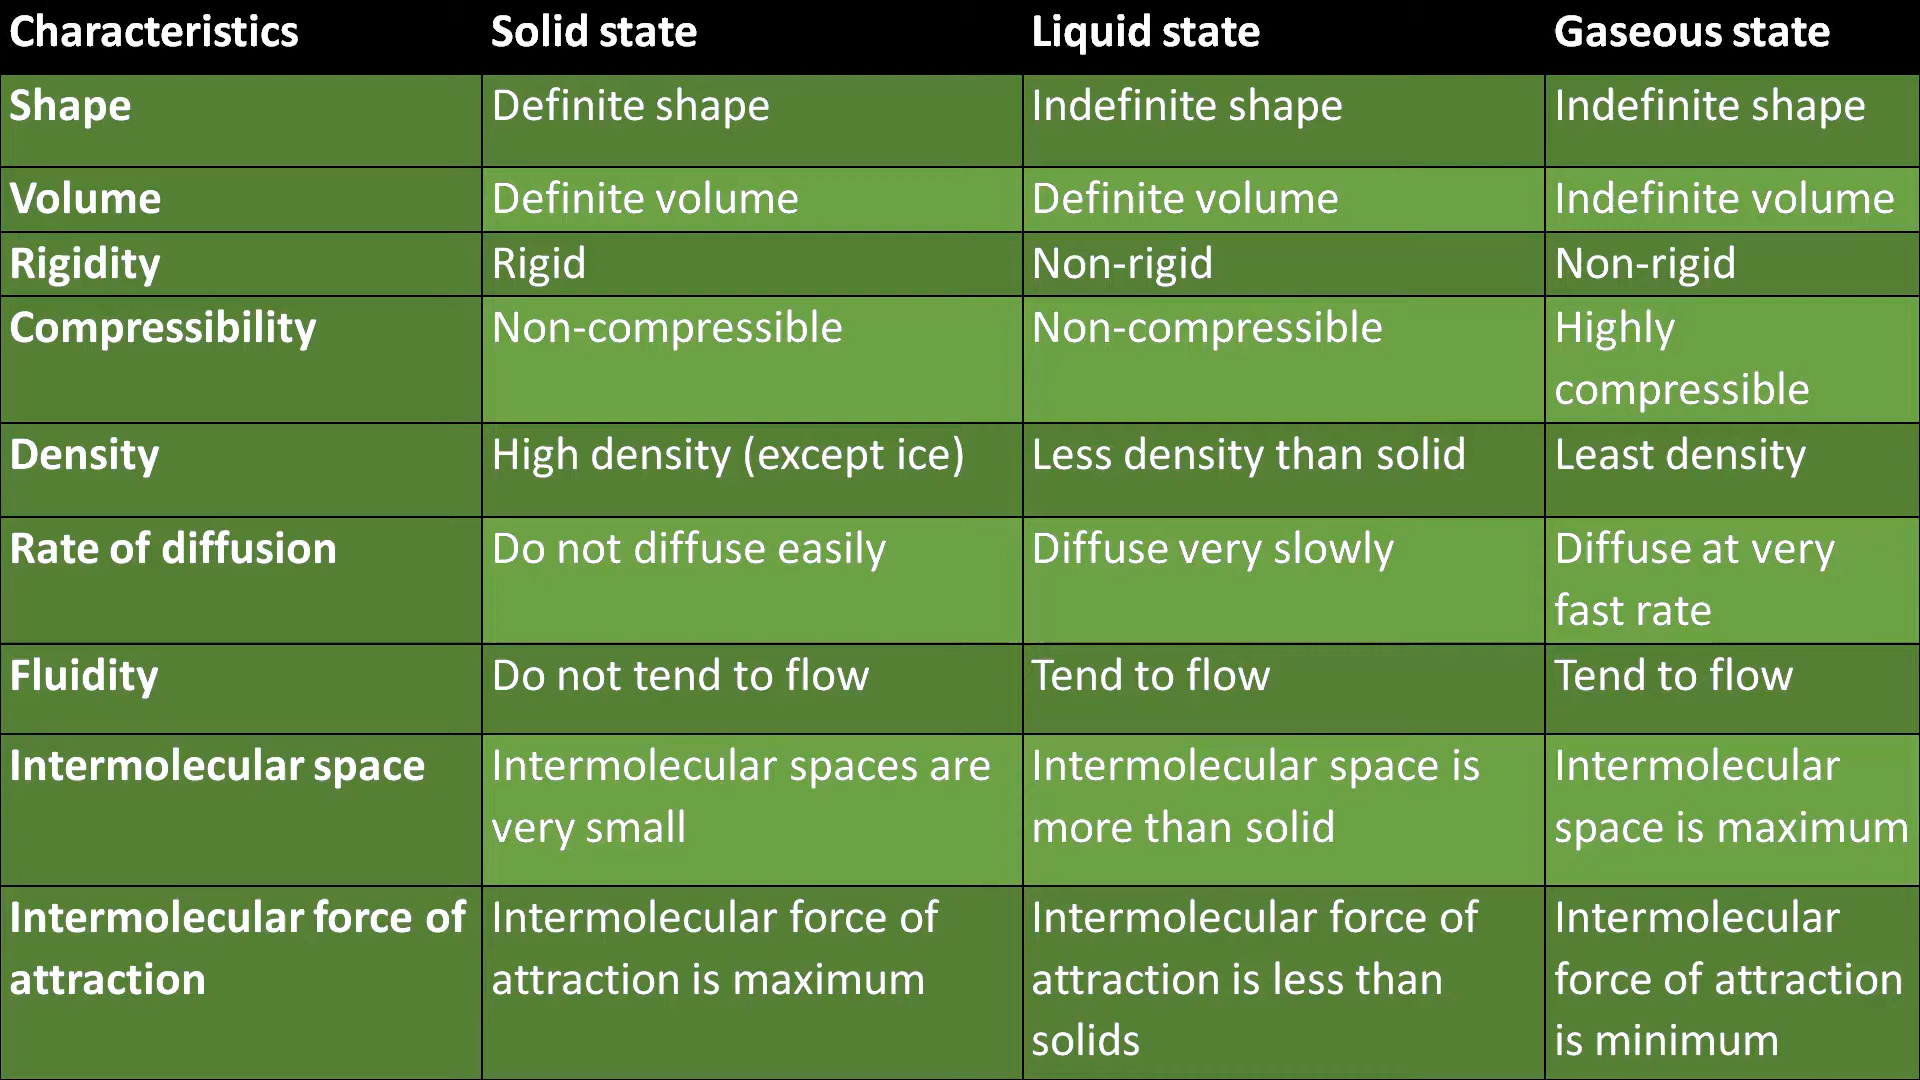 Characteristics Solid state Liquid state Gaseous state
Shape Definite shape Indefinite shape Indefinite shape
Volume Definite volume Definite volume Indefinite volume
Rigidity Rigid Non-rigid Non-rigid
Compressibility Non-compressible Non-compressible Highly
compressible
Density High density (except ice) Less density than solid Least density
Rate of diffusion Do not diffuse easily Diffuse very slowly Diffuse at very
fast rate
Fluidity Do not tend to flow Tend to flow Tend to flow
Intermolecular space Intermolecular spaces are Intermolecular space is Intermolecular
very small more than solid space is maximum
Intermolecular force of Intermolecular force of Intermolecular force of Intermolecular
attraction attraction is maximum attraction is less than force of attraction
solids is minimum